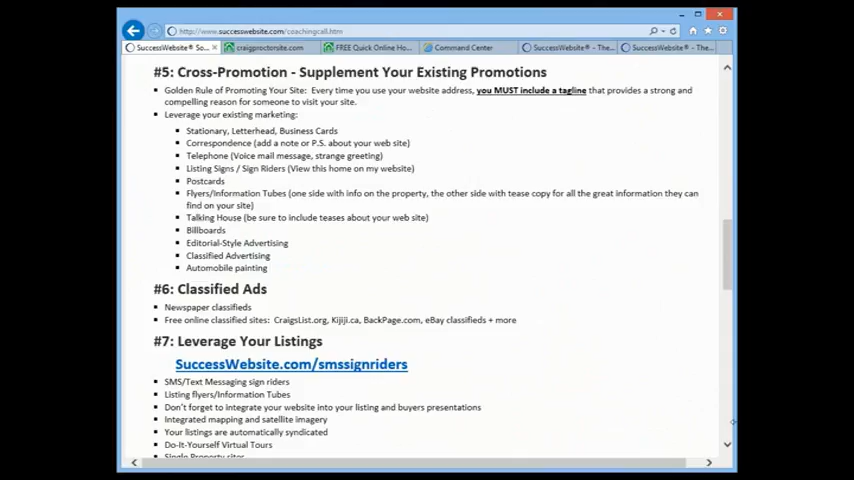 http://www.successwebsite.com/coachingcall.htm
SuccessWebsite® So...
craigproctorsite.com
FREE Quick Online Ho...
Command Center
SuccessWebsite® - The...
SuccessWebsite® - The...
#5: Cross-Promotion - Supplement Your Existing Promotions
Golden Rule of Promoting Your Site: Every time you use your website address, you MUST include a tagline that provides a strong and
compelling reason for someone to visit your site.
Leverage your existing marketing:
Stationary, Letterhead, Business Cards
Correspondence (add a note or P.S. about your web site)
Telephone (Voice mail message, strange greeting)
Listing Signs / Sign Riders (View this home on my website)
Postcards
Flyers/Information Tubes (one side with info on the property, the other side with tease copy for all the great information they can
find on your site)
Talking House (be sure to include teases about your web site)
Billboards
Editorial-Style Advertising
Classified Advertising
Automobile painting
#6: Classified Ads
Newspaper classifieds
Free online classified sites: CraigsList.org, Kijiji.ca, BackPage.com, eBay classifieds + more
#7: Leverage Your Listings
SuccessWebsite.com/smssignriders
SMS/Text Messaging sign riders
Listing flyers/Information Tubes
Don't forget to integrate your website into your listing and buyers presentations
Integrated mapping and satellite imagery
Your listings are automatically syndicated
Do-It-Yourself Virtual Tours
Single Property sites